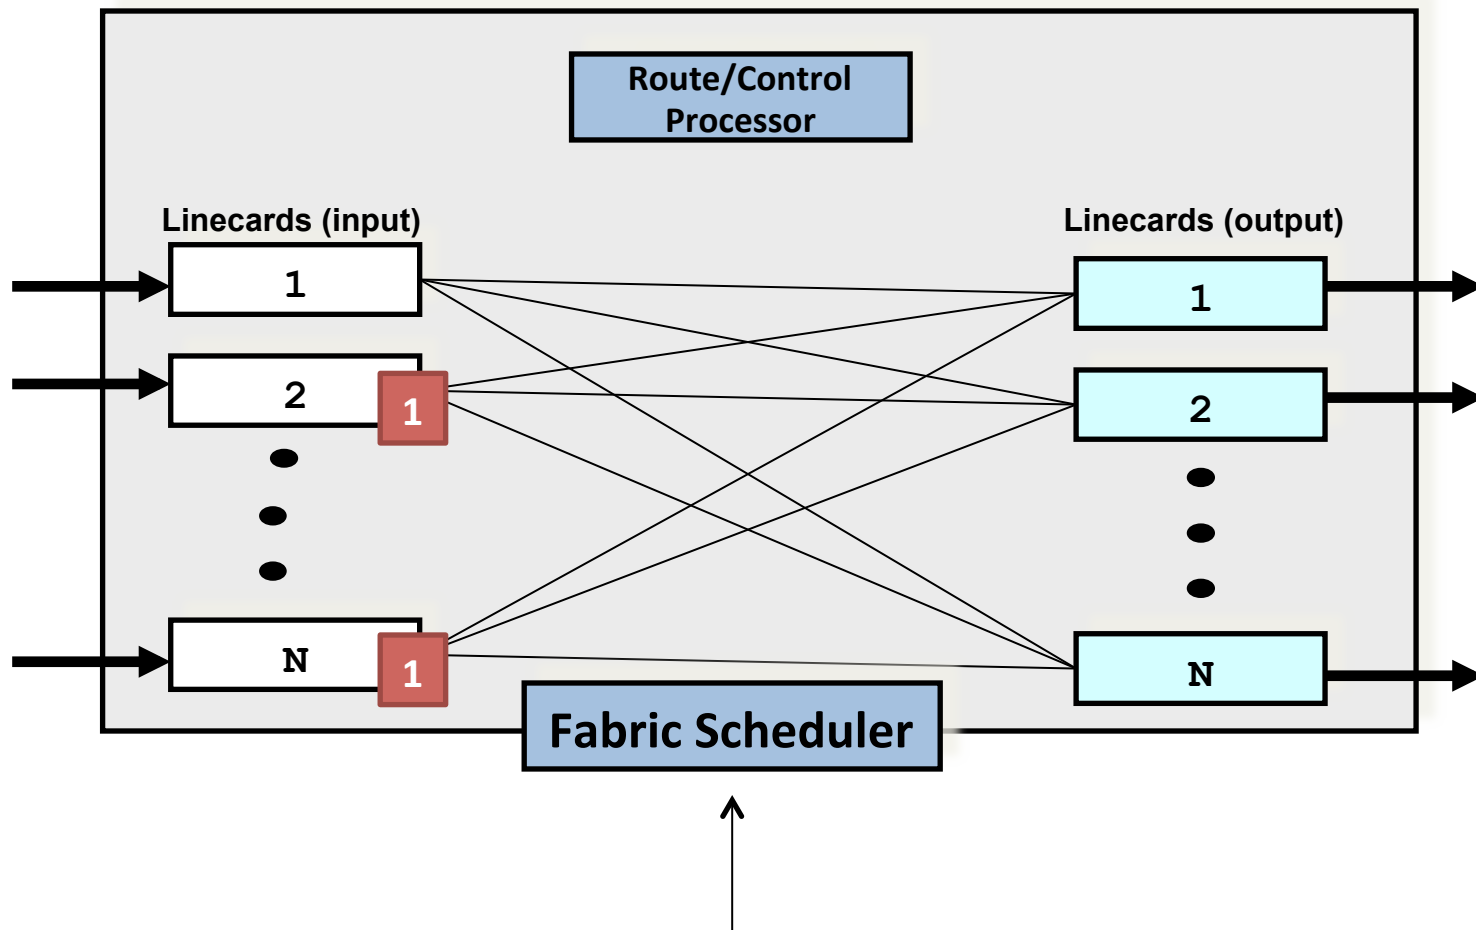 Route/Control
Processor
Linecards (input)
Linecards (output)
1
1
2
1
2
N
1
N
Fabric Scheduler